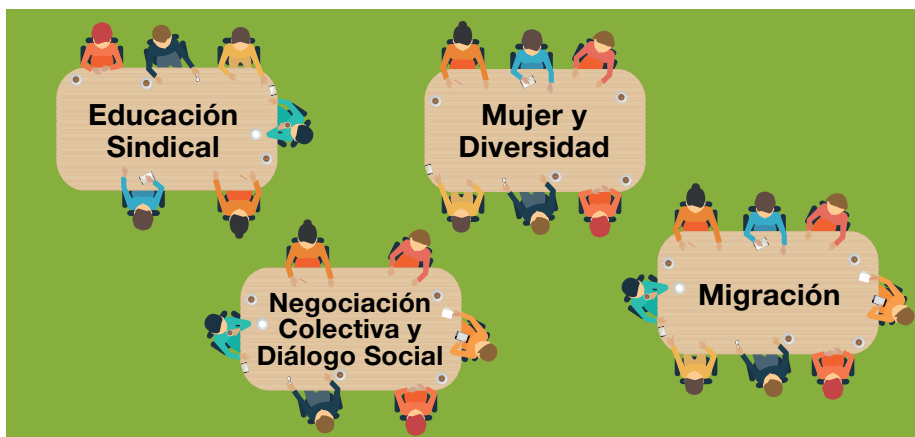 Educación
Sindical
Mujer y
Diversidad
Negociación
Colectiva y
Diálogo Social
Migración